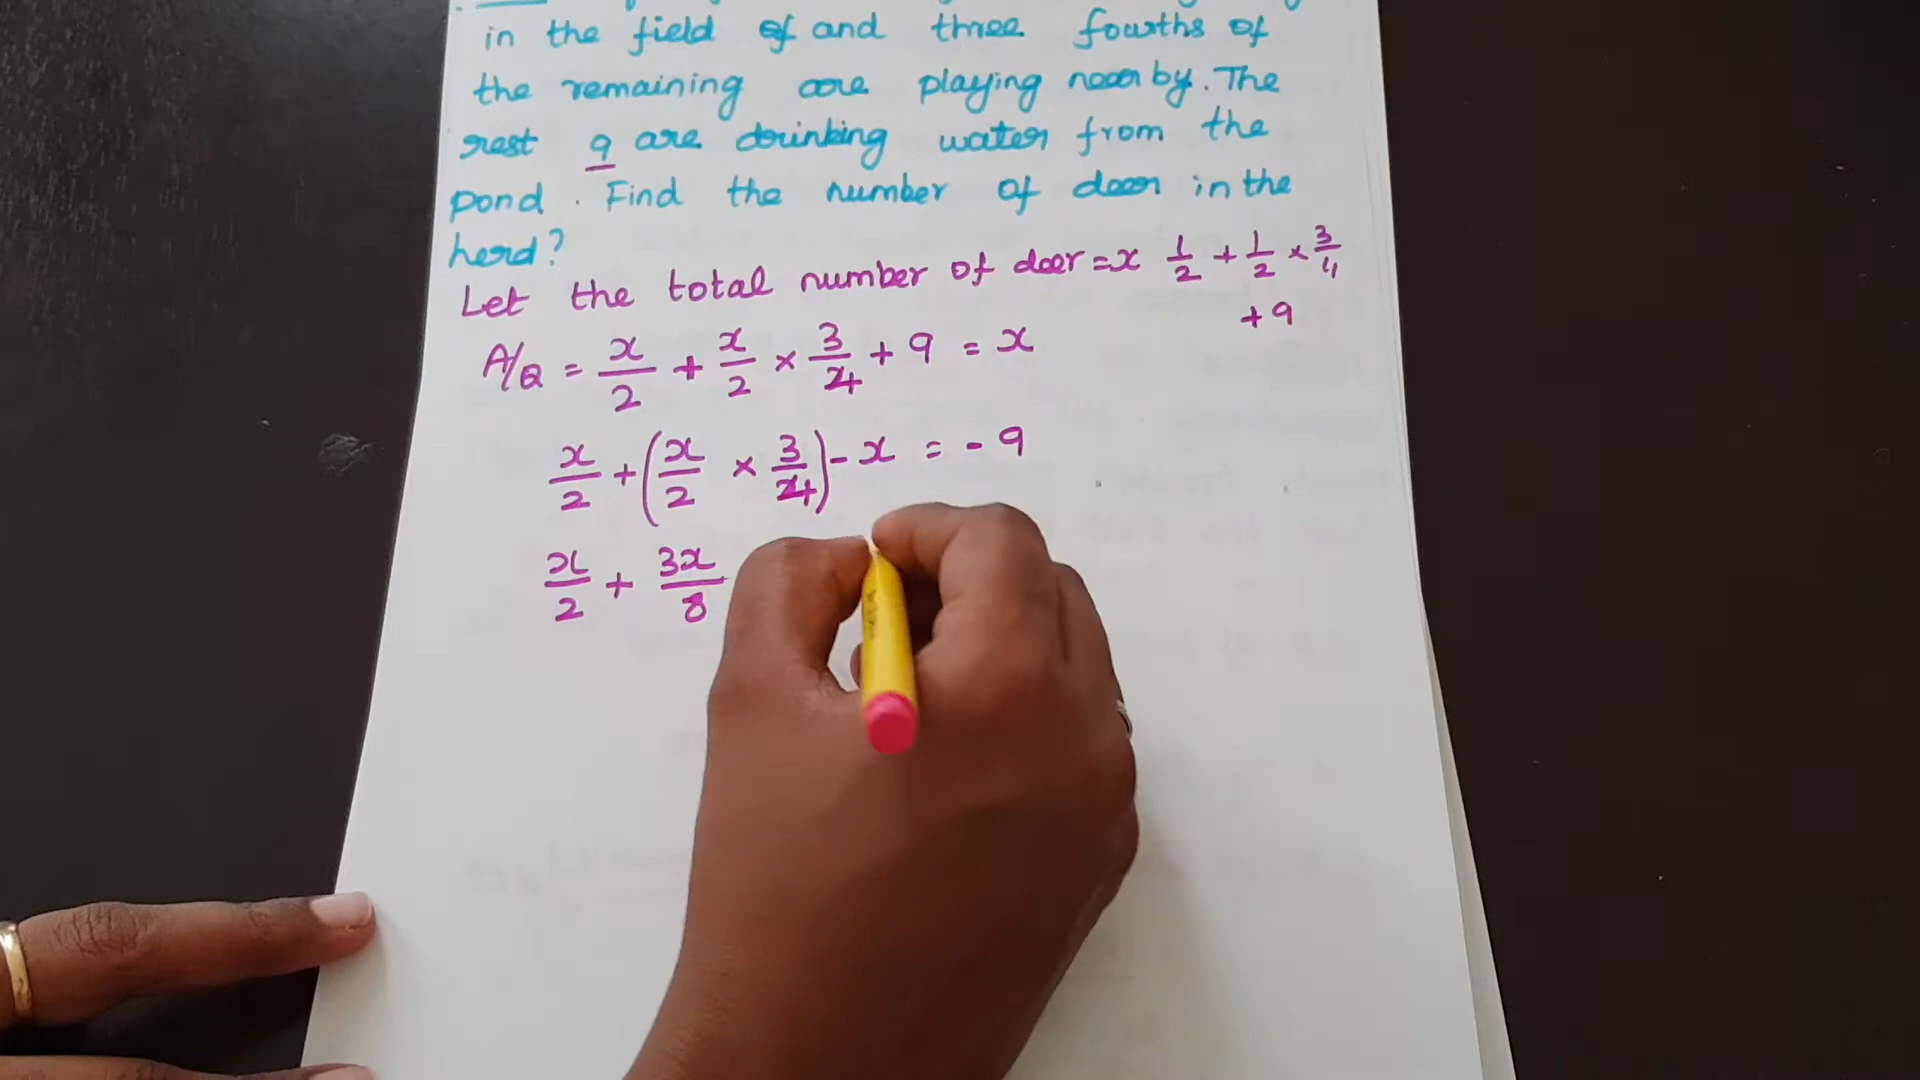 in the field of and three fourths of
the remaining are playing nearby. The
rest 9 are drinking water from the
pond. Find the number of deer in the
herd?
Let the total number of deer = x 1/2 + 1/2 × 3/4
+ 9
A/Q = x/2 + x/2 × 3/4 + 9 = x
x/2 + (x/2 × 3/4) - x = - 9
x/2 + 3x/8